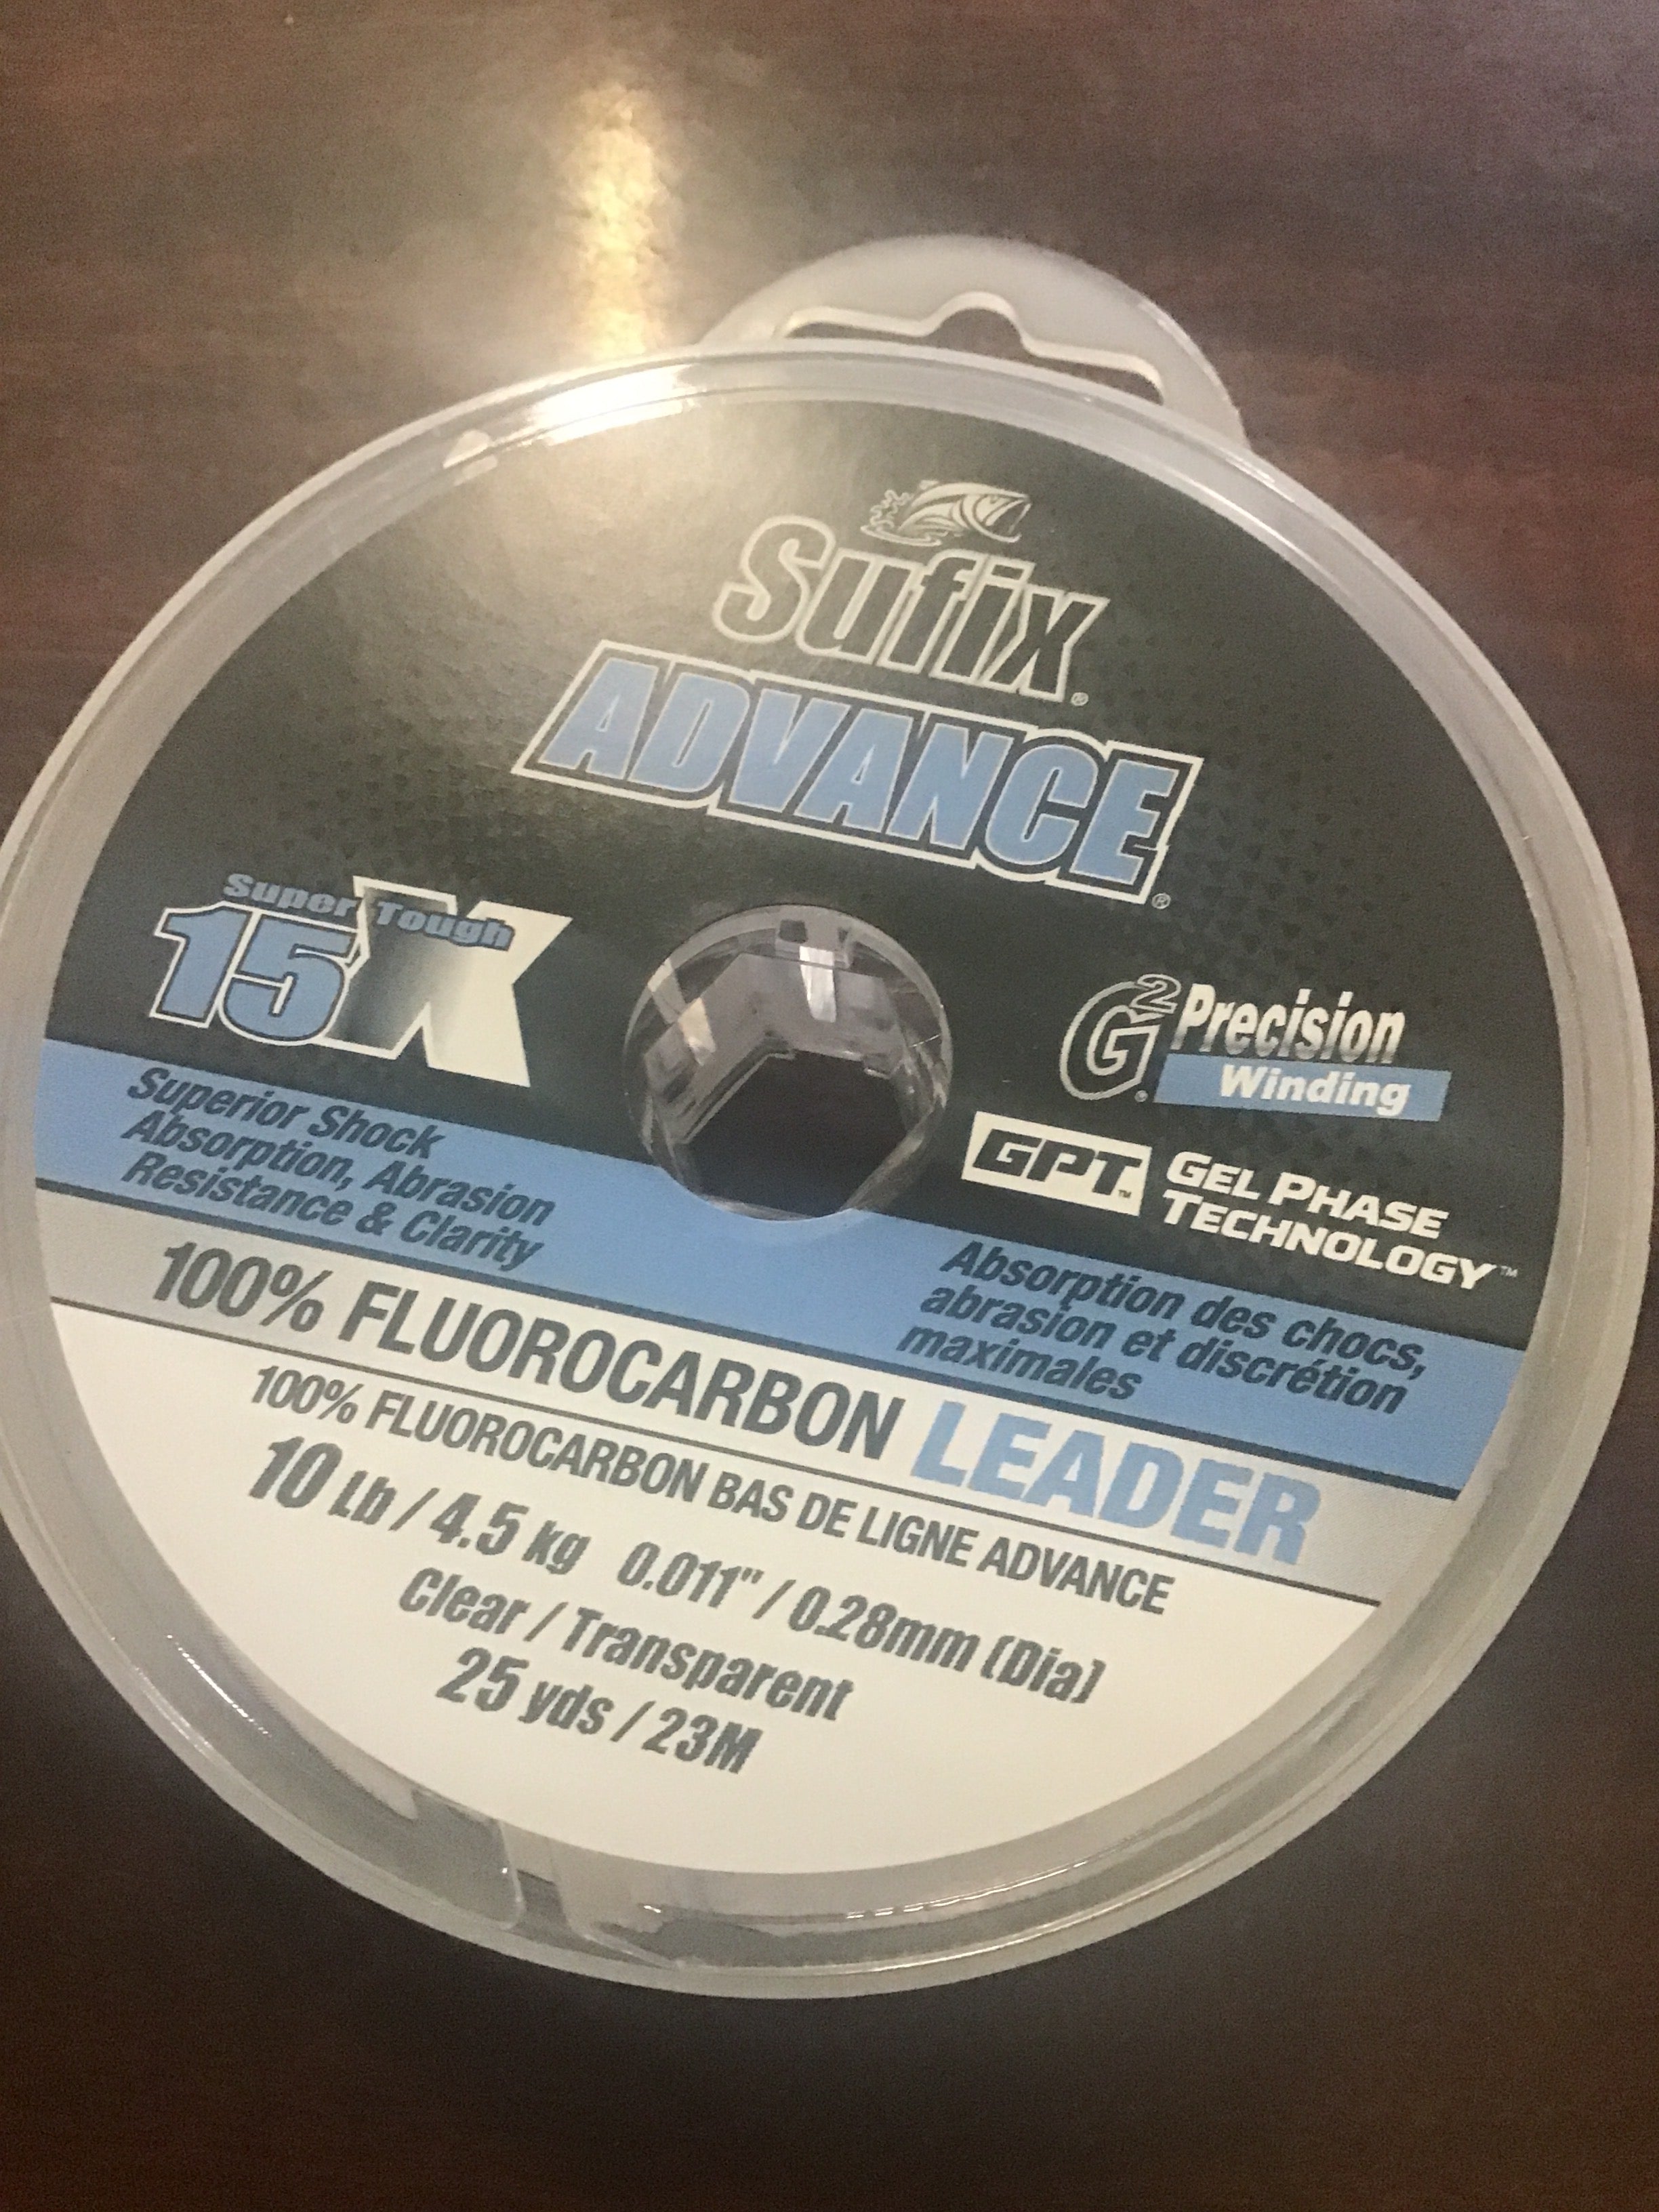 Sufix®
ADVANCE®
Super Tough
15X
G² Precision
Winding
GPT™ GEL PHASE
TECHNOLOGY™
Superior Shock
Absorption, Abrasion
Resistance & Clarity
Absorption des chocs,
abrasion et discrétion
maximales
100% FLUOROCARBON LEADER
100% FLUOROCARBON BAS DE LIGNE ADVANCE
10 Lb / 4.5 kg 0.011" / 0.28mm (Dia)
Clear / Transparent
25 yds / 23M